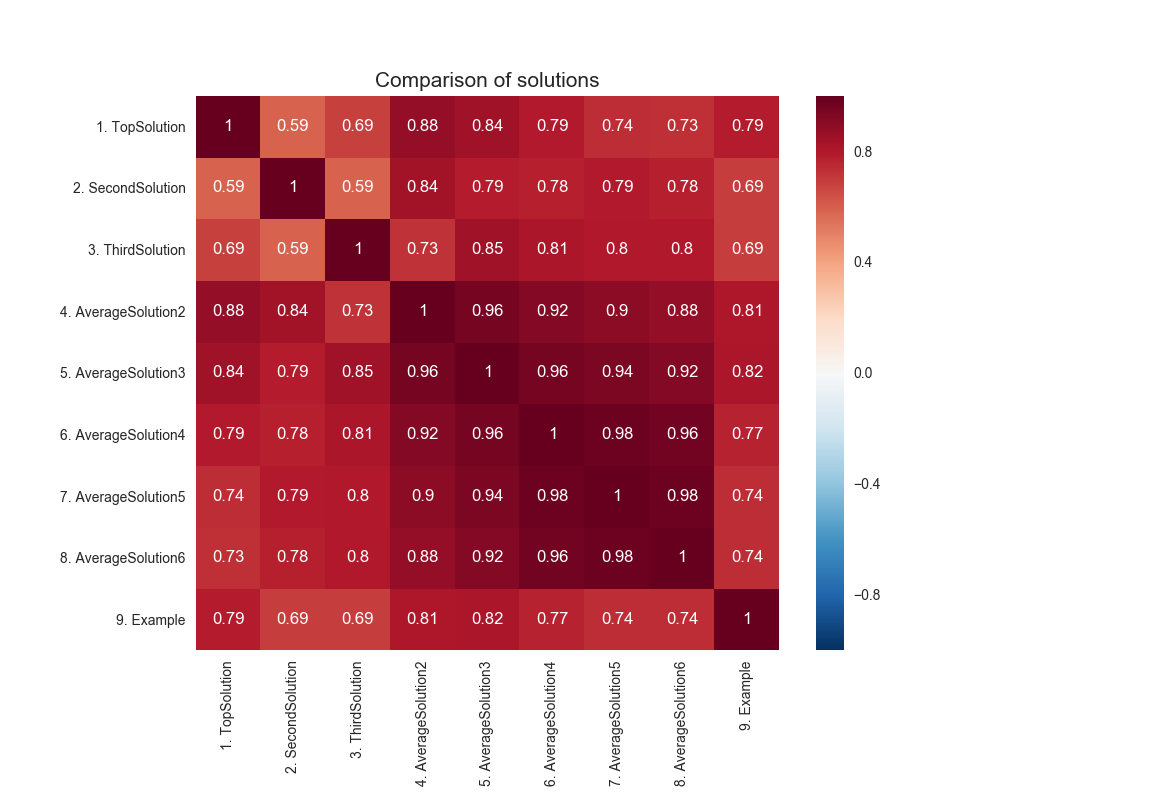 Comparison of solutions
1. TopSolution 1 0.59 0.69 0.88 0.84 0.79 0.74 0.73 0.79
2. SecondSolution 0.59 1 0.59 0.84 0.79 0.78 0.79 0.78 0.69
3. ThirdSolution 0.69 0.59 1 0.73 0.85 0.81 0.8 0.8 0.69
4. AverageSolution2 0.88 0.84 0.73 1 0.96 0.92 0.9 0.88 0.81
5. AverageSolution3 0.84 0.79 0.85 0.96 1 0.96 0.94 0.92 0.82
6. AverageSolution4 0.79 0.78 0.81 0.92 0.96 1 0.98 0.96 0.77
7. AverageSolution5 0.74 0.79 0.8 0.9 0.94 0.98 1 0.98 0.74
8. AverageSolution6 0.73 0.78 0.8 0.88 0.92 0.96 0.98 1 0.74
9. Example 0.79 0.69 0.69 0.81 0.82 0.77 0.74 0.74 1
1. TopSolution
2. SecondSolution
3. ThirdSolution
4. AverageSolution2
5. AverageSolution3
6. AverageSolution4
7. AverageSolution5
8. AverageSolution6
9. Example
0.8
0.4
0.0
−0.4
−0.8